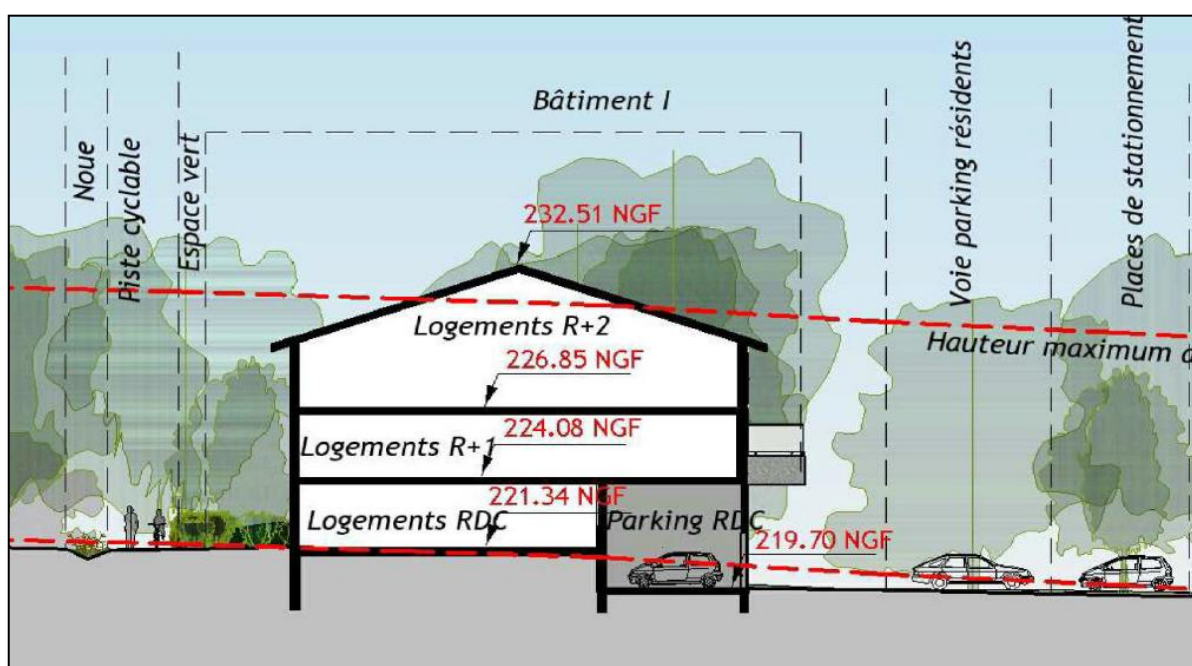 Noue
Piste cyclable
Espace vert
Bâtiment I
Voie parking résidents
Places de stationnement
232.51 NGF
Logements R+2
Hauteur maximum d
226.85 NGF
224.08 NGF
Logements R+1
221.34 NGF
Logements RDC
Parking RDC
219.70 NGF